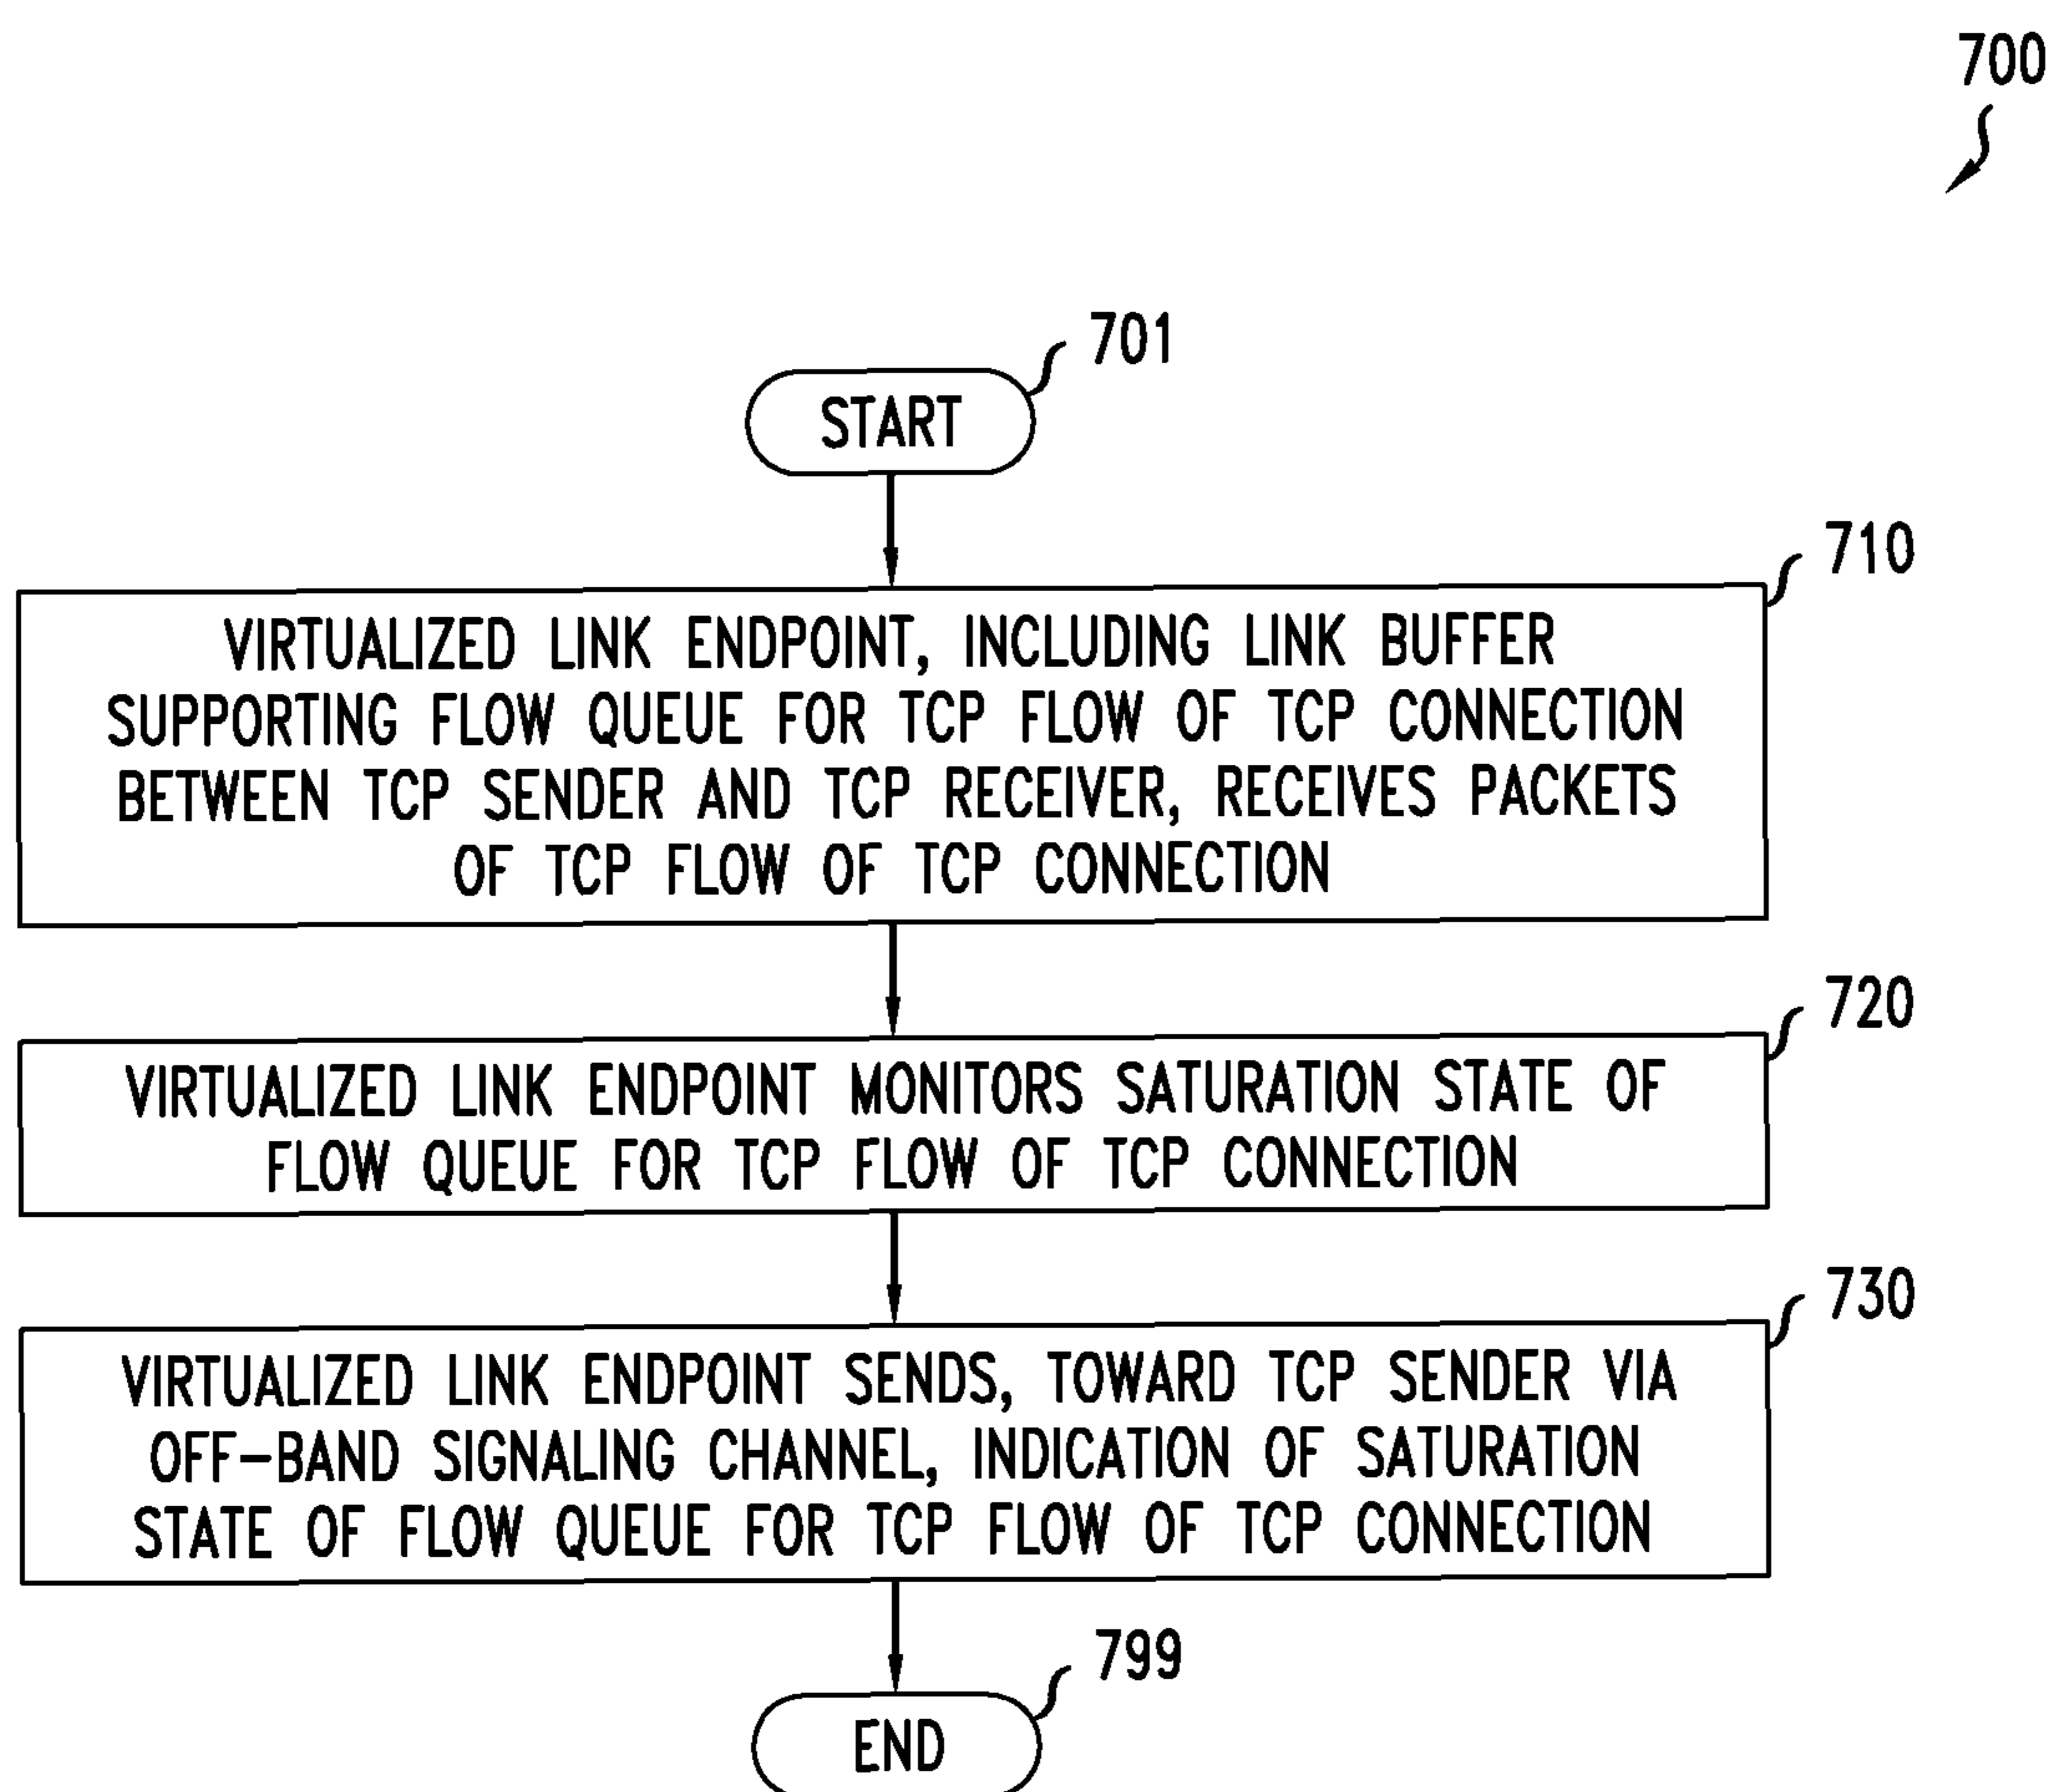 700
701
START
710
VIRTUALIZED LINK ENDPOINT, INCLUDING LINK BUFFER
SUPPORTING FLOW QUEUE FOR TCP FLOW OF TCP CONNECTION
BETWEEN TCP SENDER AND TCP RECEIVER, RECEIVES PACKETS
OF TCP FLOW OF TCP CONNECTION
720
VIRTUALIZED LINK ENDPOINT MONITORS SATURATION STATE OF
FLOW QUEUE FOR TCP FLOW OF TCP CONNECTION
730
VIRTUALIZED LINK ENDPOINT SENDS, TOWARD TCP SENDER VIA
OFF-BAND SIGNALING CHANNEL, INDICATION OF SATURATION
STATE OF FLOW QUEUE FOR TCP FLOW OF TCP CONNECTION
799
END